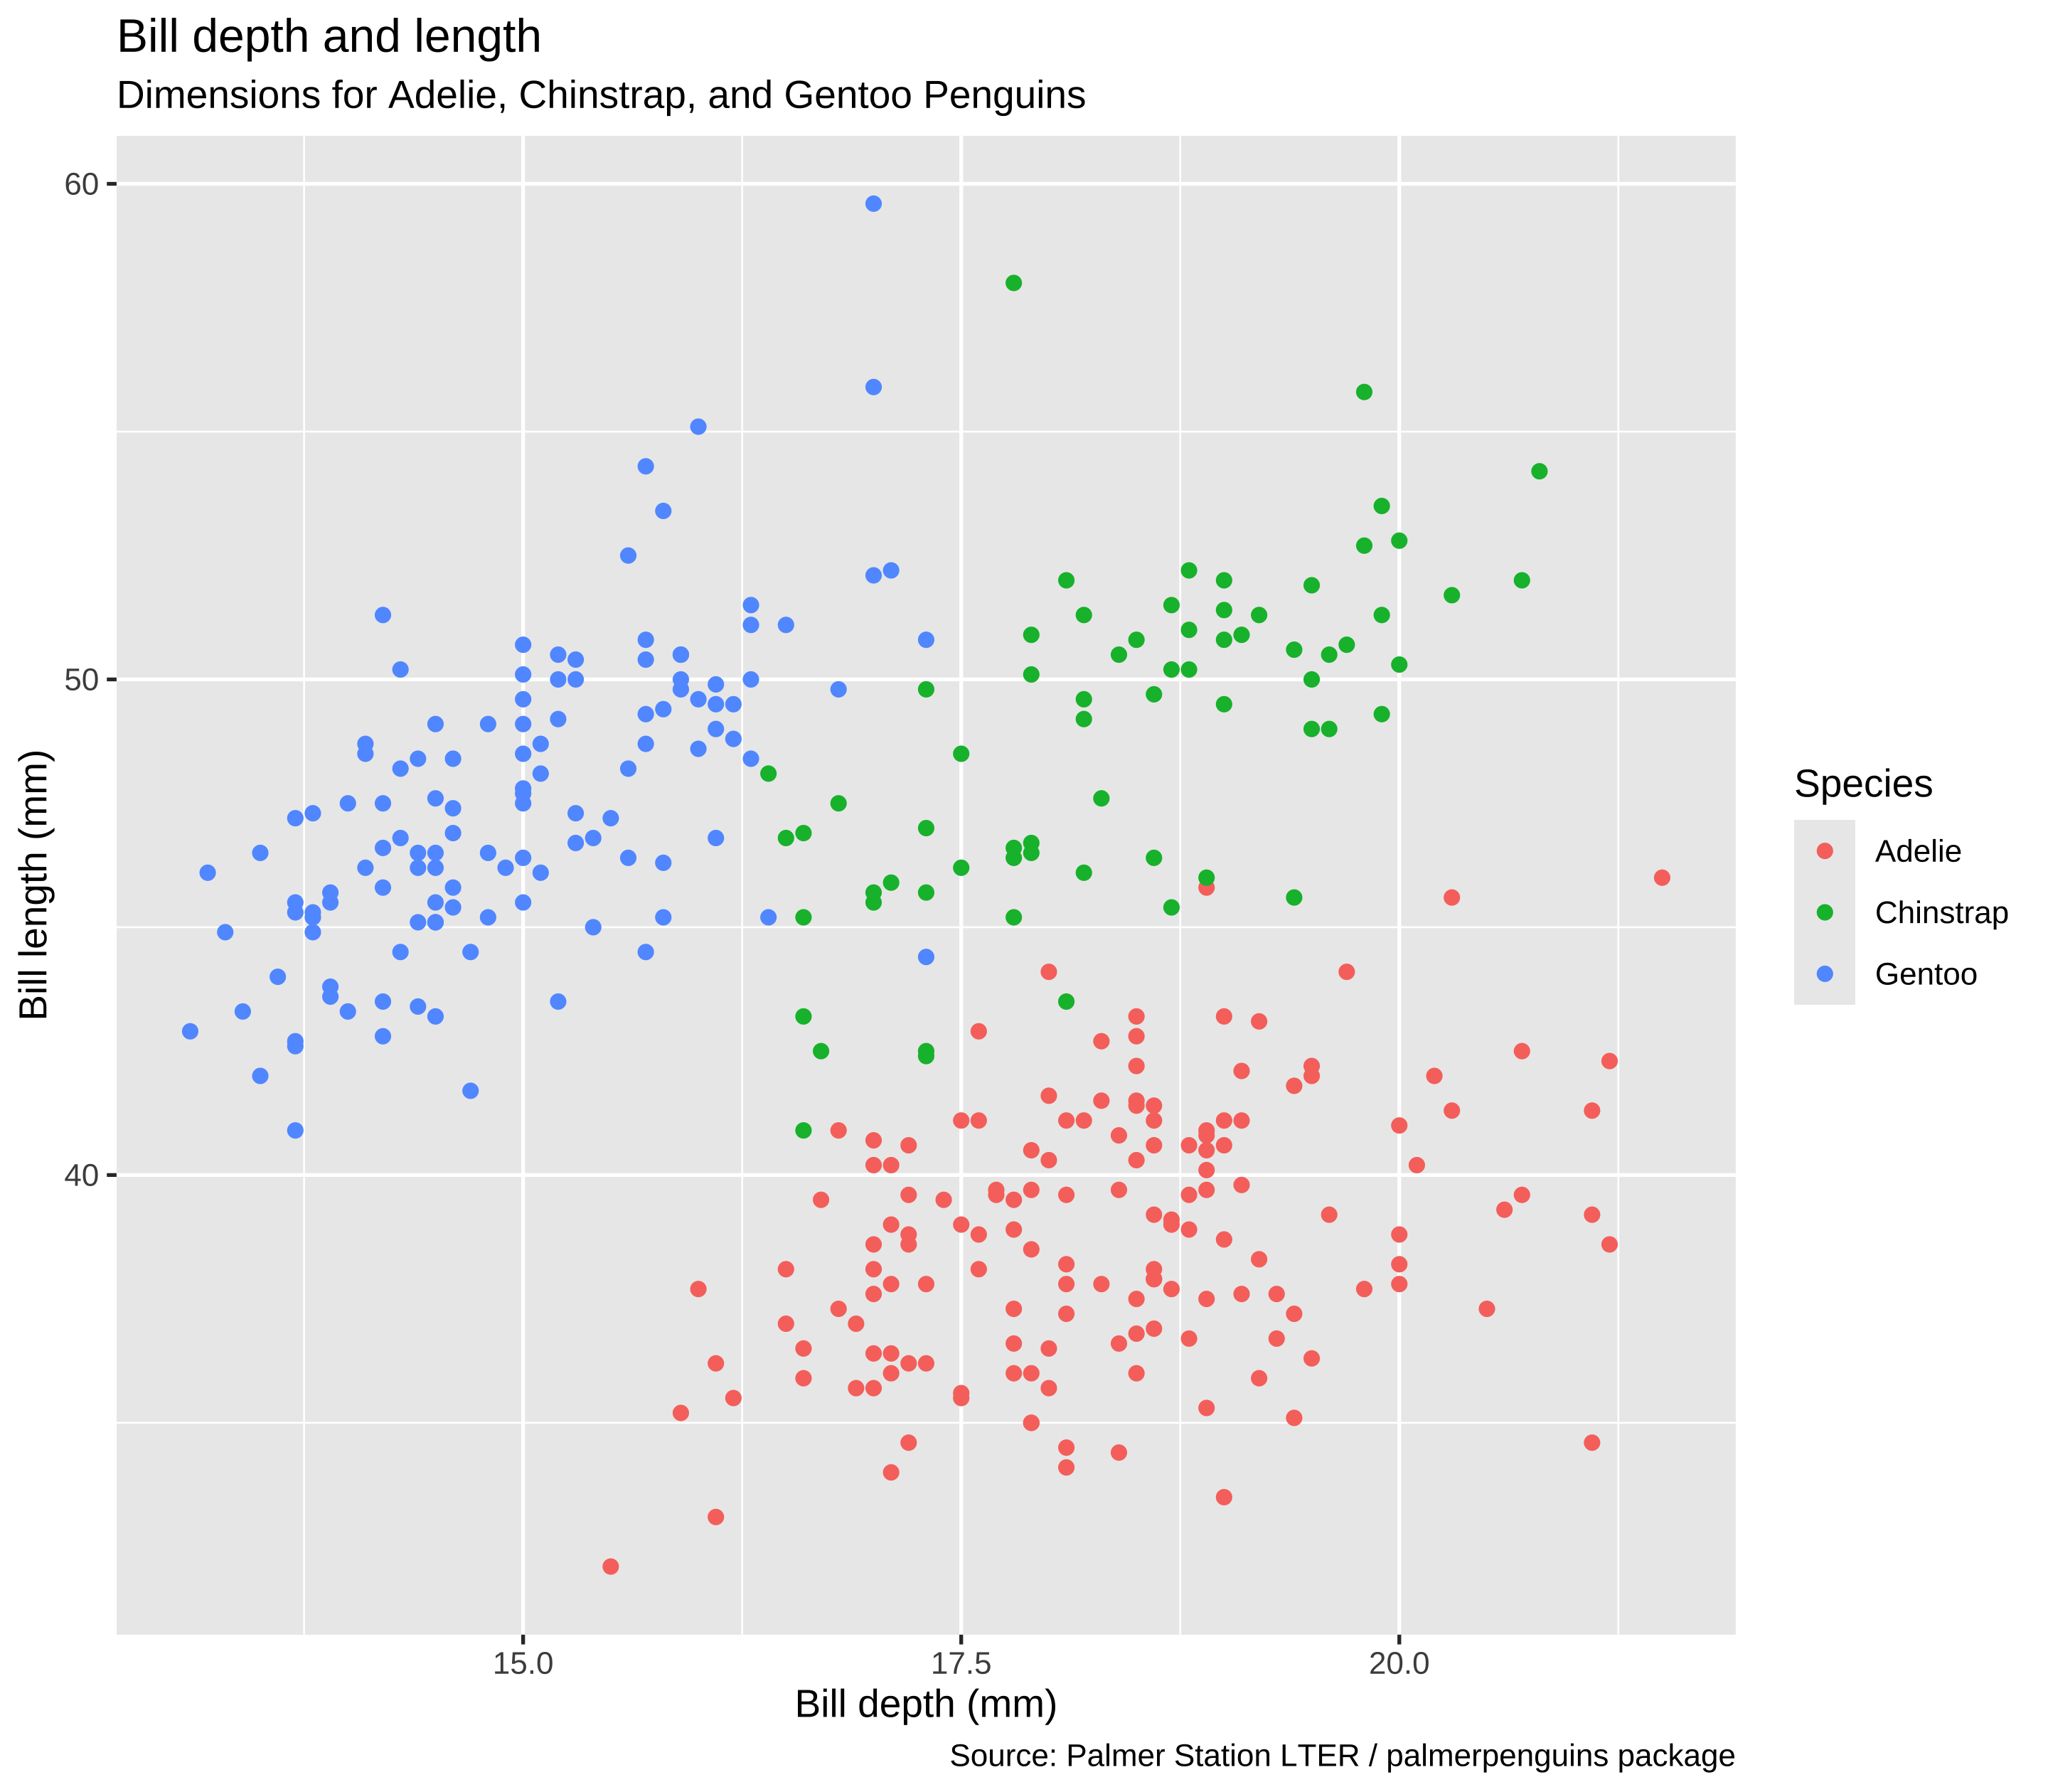 Bill depth and length
Dimensions for Adelie, Chinstrap, and Gentoo Penguins
60
50
40
Bill length (mm)
15.0 17.5 20.0
Bill depth (mm)
Species
Adelie
Chinstrap
Gentoo
Source: Palmer Station LTER / palmerpenguins package